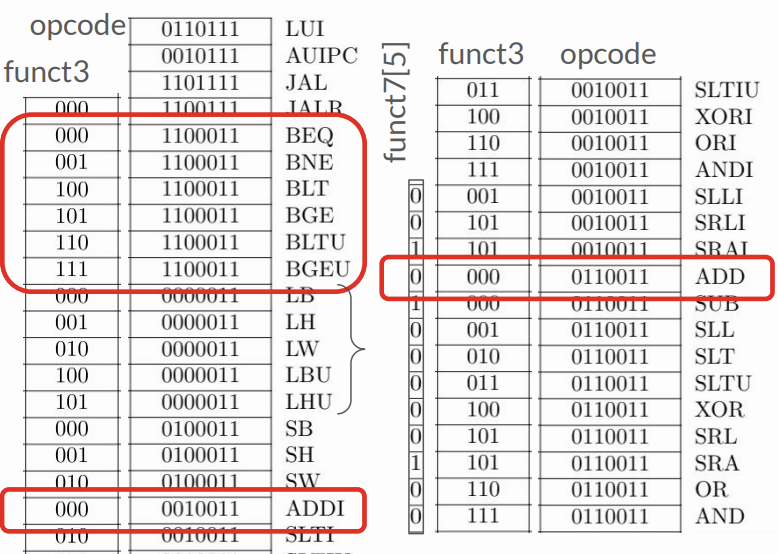 opcode 0110111 LUI
0010111 AUIPC
funct3 1101111 JAL
000 1100111 JALR
000 1100011 BEQ
001 1100011 BNE
100 1100011 BLT
101 1100011 BGE
110 1100011 BLTU
111 1100011 BGEU
000 0000011 LB
001 0000011 LH
010 0000011 LW
100 0000011 LBU
101 0000011 LHU
000 0100011 SB
001 0100011 SH
010 0100011 SW
000 0010011 ADDI
010 0010011 SLTI
funct7[5] funct3 opcode
011 0010011 SLTIU
100 0010011 XORI
110 0010011 ORI
111 0010011 ANDI
0 001 0010011 SLLI
0 101 0010011 SRLI
1 101 0010011 SRAI
0 000 0110011 ADD
1 000 0110011 SUB
0 001 0110011 SLL
0 010 0110011 SLT
0 011 0110011 SLTU
0 100 0110011 XOR
0 101 0110011 SRL
1 101 0110011 SRA
0 110 0110011 OR
0 111 0110011 AND